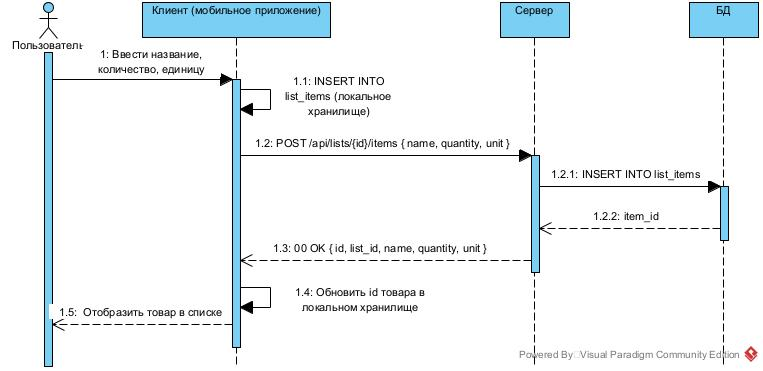 Клиент (мобильное приложение)
Сервер
БД
Пользователь
1: Ввести название,
количество, единицу
1.1: INSERT INTO
list_items (локальное
хранилище)
1.2: POST /api/lists/{id}/items { name, quantity, unit }
1.2.1: INSERT INTO list_items
1.2.2: item_id
1.3: 00 OK { id, list_id, name, quantity, unit }
1.4: Обновить id товара в
локальном хранилище
1.5: Отобразить товар в списке
Powered By Visual Paradigm Community Edition